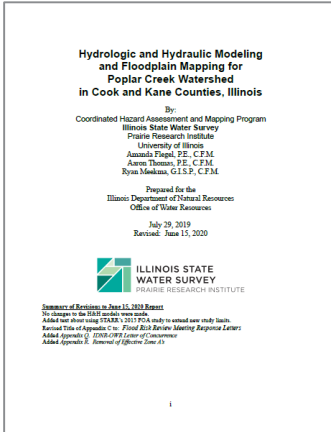 Hydrologic and Hydraulic Modeling
and Floodplain Mapping for
Poplar Creek Watershed
in Cook and Kane Counties, Illinois
By:
Coordinated Hazard Assessment and Mapping Program
Illinois State Water Survey
Prairie Research Institute
University of Illinois
Amanda Flegel, P.E., C.F.M.
Aaron Thomas, P.E., C.F.M.
Ryan Meekma, G.I.S.P., C.F.M.
Prepared for the
Illinois Department of Natural Resources
Office of Water Resources
July 29, 2019
Revised: June 15, 2020
ILLINOIS STATE
WATER SURVEY
PRAIRIE RESEARCH INSTITUTE
Summary of Revisions to June 15, 2020 Report
No changes to the H&H models were made.
Added text about using STARR's 2015 FOA study to extend new study limits.
Revised Title of Appendix C to: Flood Risk Review Meeting Response Letters
Added Appendix Q. IDNR-OWR Letter of Concurrence
Added Appendix R. Removal of Effective Zone A's
i